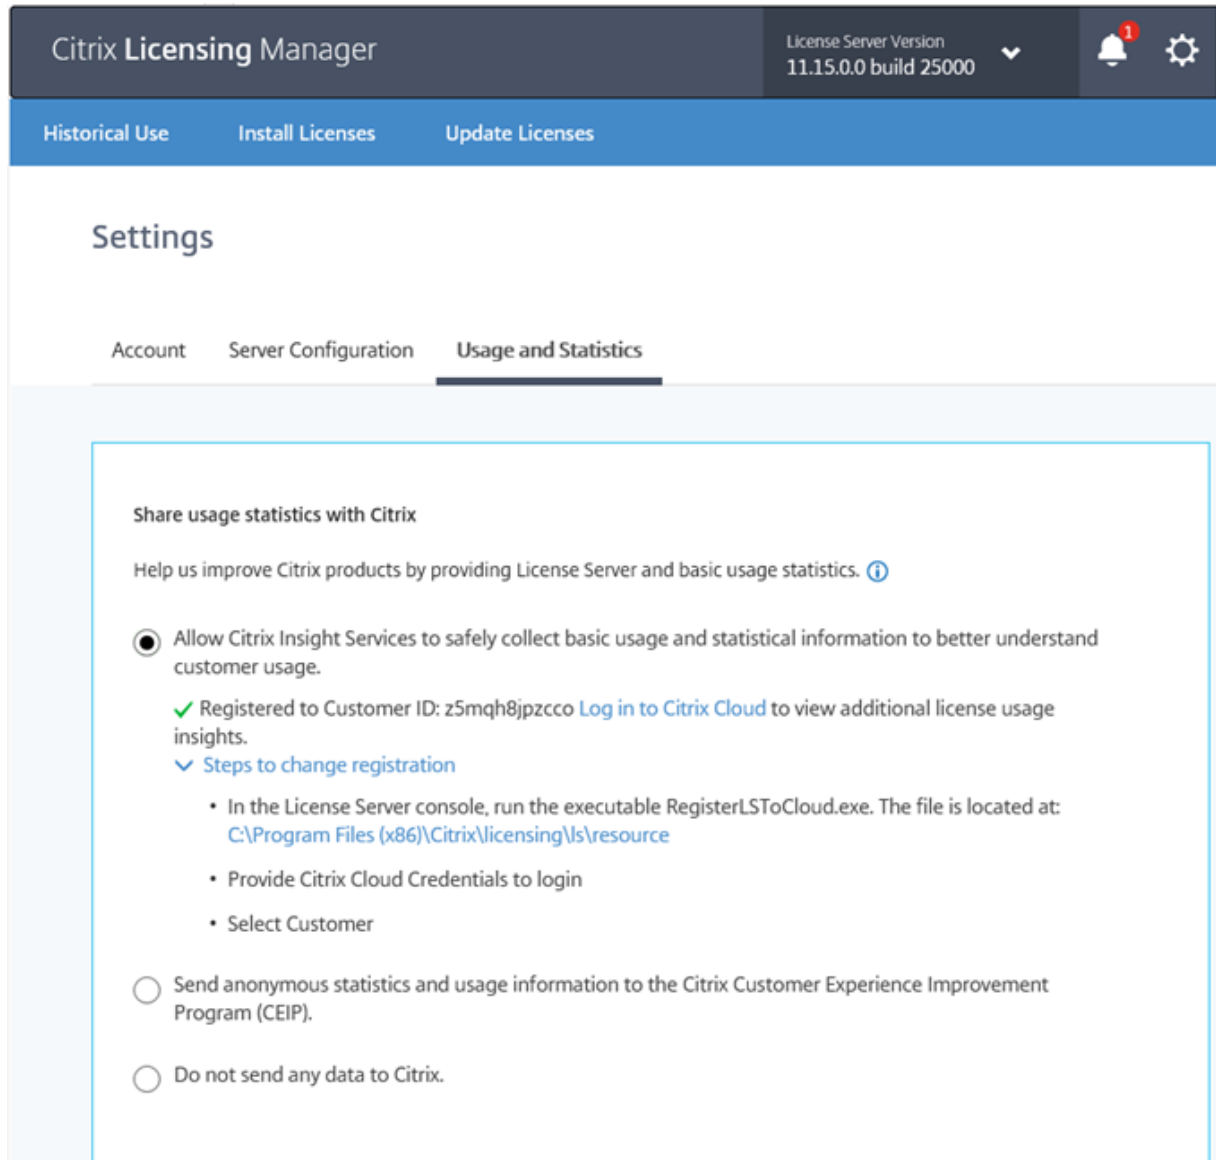 Citrix Licensing Manager
License Server Version
11.15.0.0 build 25000
1
Historical Use
Install Licenses
Update Licenses
Settings
Account
Server Configuration
Usage and Statistics
Share usage statistics with Citrix
Help us improve Citrix products by providing License Server and basic usage statistics.
Allow Citrix Insight Services to safely collect basic usage and statistical information to better understand
customer usage.
Registered to Customer ID: z5mqh8jpzcco Log in to Citrix Cloud to view additional license usage
insights.
Steps to change registration
• In the License Server console, run the executable RegisterLSToCloud.exe. The file is located at:
C:\Program Files (x86)\Citrix\licensing\ls\resource
• Provide Citrix Cloud Credentials to login
• Select Customer
Send anonymous statistics and usage information to the Citrix Customer Experience Improvement
Program (CEIP).
Do not send any data to Citrix.